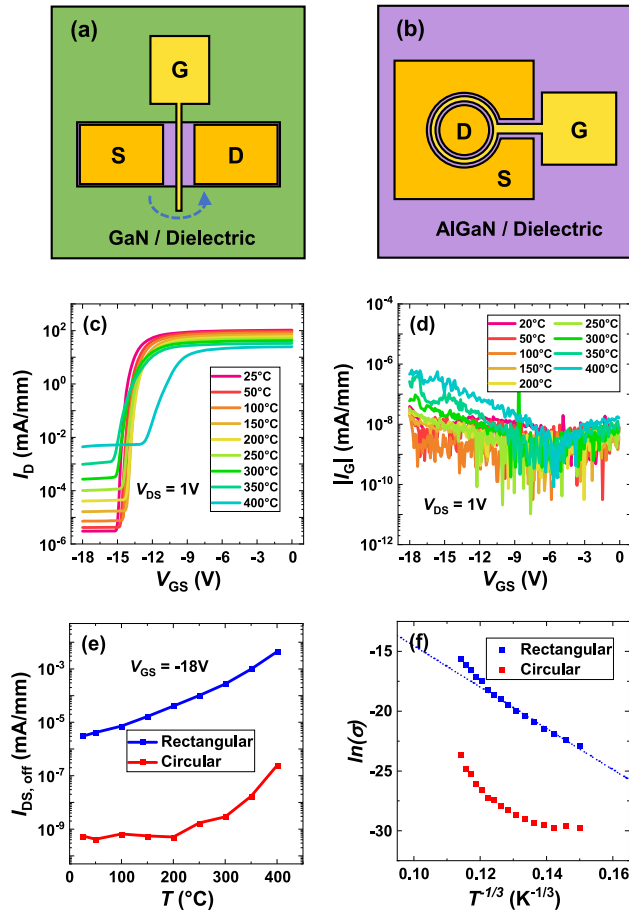 (a)
G
S
D
GaN / Dielectric
(b)
D
G
S
AlGaN / Dielectric
(c)
10²
10⁰
10⁻²
10⁻⁴
10⁻⁵
10⁻⁶
I_D (mA/mm)
25°C
50°C
100°C
150°C
200°C
250°C
300°C
350°C
400°C
V_DS = 1V
-18 -15 -12 -9 -6 -3 0
V_GS (V)
(d)
10⁻⁴
10⁻⁶
10⁻⁸
10⁻¹⁰
10⁻¹²
|I_G| (mA/mm)
20°C 250°C
50°C 300°C
100°C 350°C
150°C 400°C
200°C
V_DS = 1V
-18 -15 -12 -9 -6 -3 0
V_GS (V)
(e)
V_GS = -18V
10⁻³
10⁻⁵
10⁻⁷
10⁻⁹
I_DS, off (mA/mm)
Rectangular
Circular
0 100 200 300 400
T (°C)
(f)
Rectangular
Circular
-15
-20
-25
-30
ln(σ)
0.10 0.12 0.14 0.16
T⁻¹/³ (K⁻¹/³)